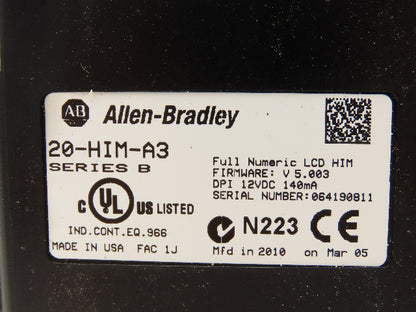 AB Allen-Bradley
20-HIM-A3
SERIES B
Full Numeric LCD HIM
FIRMWARE: V 5.003
DPI 12VDC 140mA
SERIAL NUMBER:064190811
C UL US LISTED
IND.CONT.EQ.966
N223 CE
MADE IN USA FAC 1J
Mfd in 2010 on Mar 05